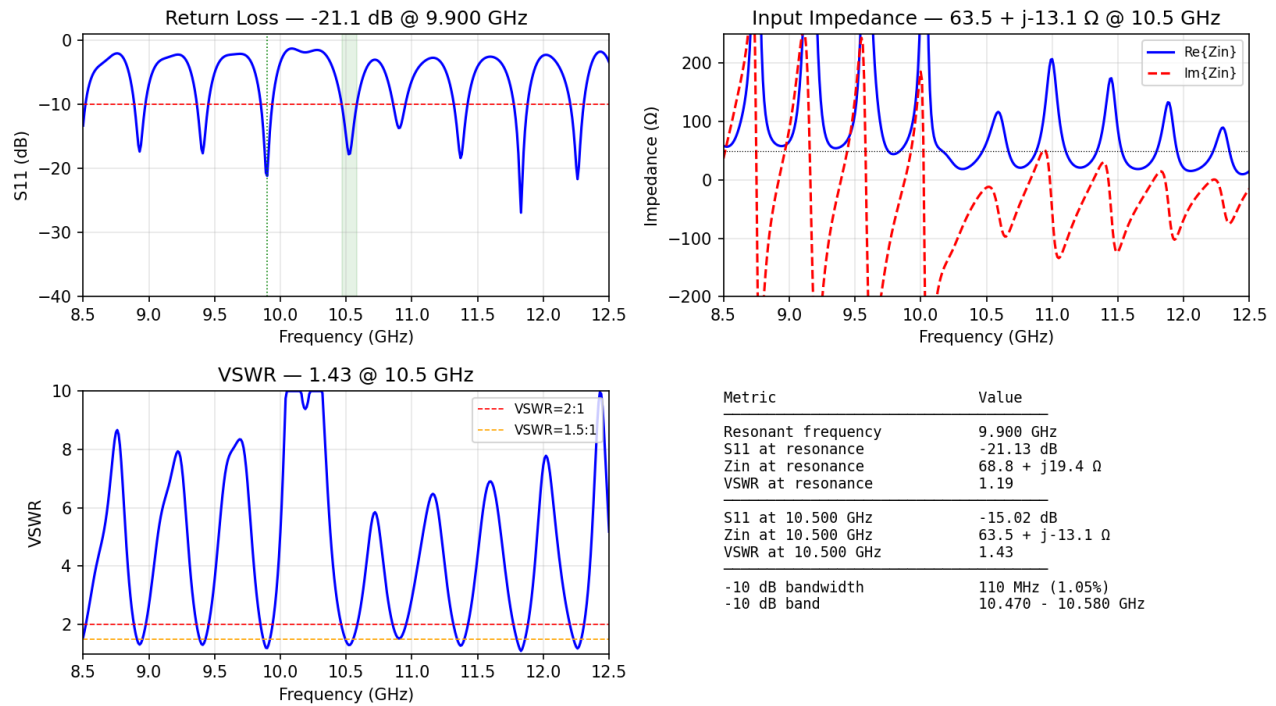 Return Loss — -21.1 dB @ 9.900 GHz
S11 (dB)
0
−10
−20
−30
−40
8.5 9.0 9.5 10.0 10.5 11.0 11.5 12.0 12.5
Frequency (GHz)
Input Impedance — 63.5 + j-13.1 Ω @ 10.5 GHz
Impedance (Ω)
200
100
0
−100
−200
Re{Zin}
Im{Zin}
8.5 9.0 9.5 10.0 10.5 11.0 11.5 12.0 12.5
Frequency (GHz)
VSWR — 1.43 @ 10.5 GHz
VSWR
10
8
6
4
2
VSWR=2:1
VSWR=1.5:1
8.5 9.0 9.5 10.0 10.5 11.0 11.5 12.0 12.5
Frequency (GHz)
Metric Value
Resonant frequency 9.900 GHz
S11 at resonance -21.13 dB
Zin at resonance 68.8 + j19.4 Ω
VSWR at resonance 1.19
S11 at 10.500 GHz -15.02 dB
Zin at 10.500 GHz 63.5 + j-13.1 Ω
VSWR at 10.500 GHz 1.43
-10 dB bandwidth 110 MHz (1.05%)
-10 dB band 10.470 - 10.580 GHz